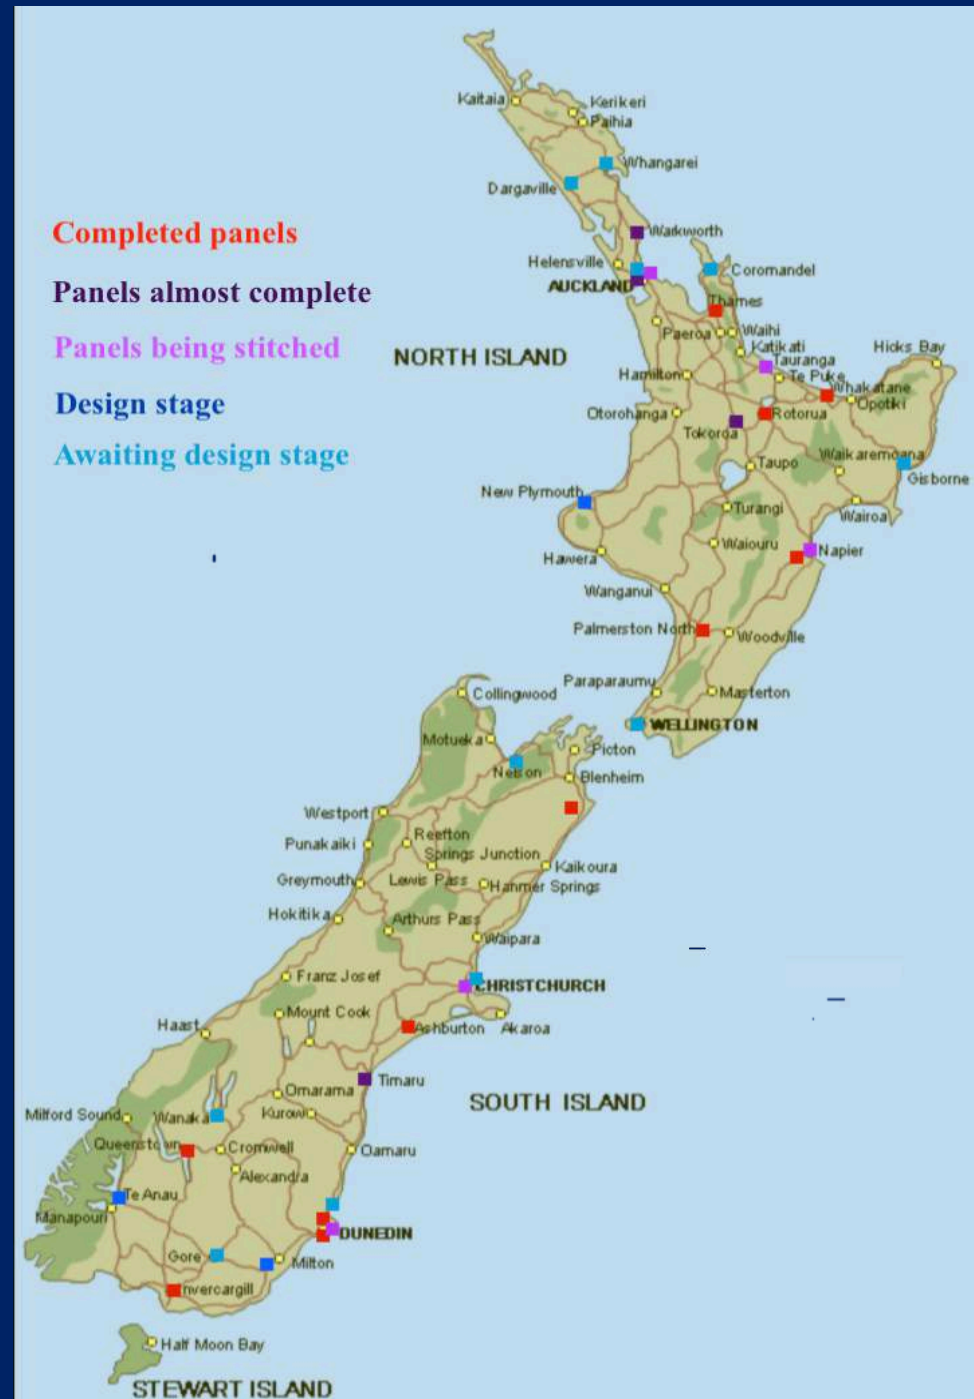 Kaitaia
Kerikeri
Paihia
Whangarei
Dargaville
Completed panels
Warkworth
Helensville
Coromandel
AUCKLAND
Panels almost complete
Thames
Paeroa
Waihi
Panels being stitched
Katikati
Hicks Bay
NORTH ISLAND
Tauranga
Hamilton
Te Puke
Whakatane
Design stage
Opotiki
Otorohanga
Rotorua
Tokoroa
Awaiting design stage
Waikaremoana
Taupo
Gisborne
New Plymouth
Turangi
Wairoa
Waiouru
Napier
Hawera
Wanganui
Palmerston North
Woodville
Paraparaumu
Masterton
Collingwood
WELLINGTON
Motueka
Picton
Nelson
Blenheim
Westport
Reefton
Punakaiki
Springs Junction
Kaikoura
Greymouth
Lewis Pass
Hanmer Springs
Hokitika
Arthurs Pass
Waipara
Franz Josef
CHRISTCHURCH
Mount Cook
Haast
Ashburton
Akaroa
Timaru
Omarama
SOUTH ISLAND
Milford Sound
Wanaka
Kurow
Queenstown
Cromwell
Oamaru
Alexandra
Te Anau
Manapouri
DUNEDIN
Gore
Milton
Invercargill
Half Moon Bay
STEWART ISLAND